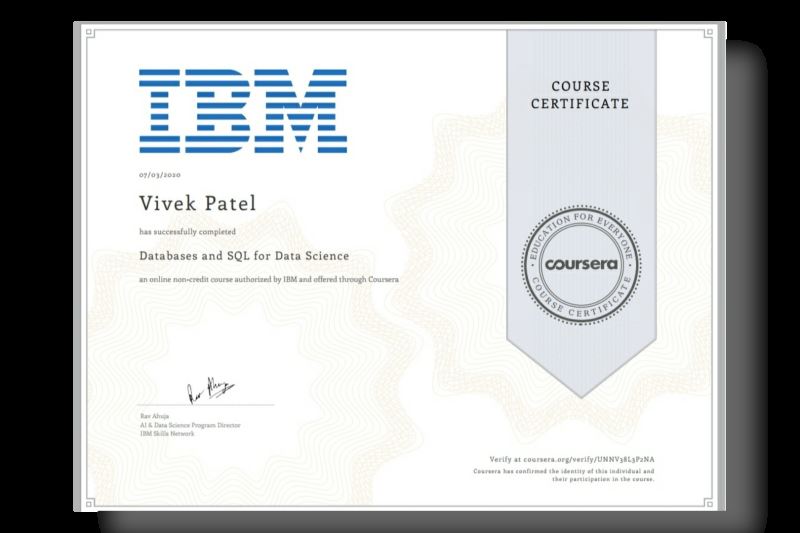 IBM
COURSE
CERTIFICATE
07/03/2020
Vivek Patel
has successfully completed
Databases and SQL for Data Science
an online non-credit course authorized by IBM and offered through Coursera
EDUCATION FOR EVERYONE
coursera
COURSE CERTIFICATE
Rav Ahuja
AI & Data Science Program Director
IBM Skills Network
Verify at coursera.org/verify/UNNV38L3P2NA
Coursera has confirmed the identity of this individual and
their participation in the course.